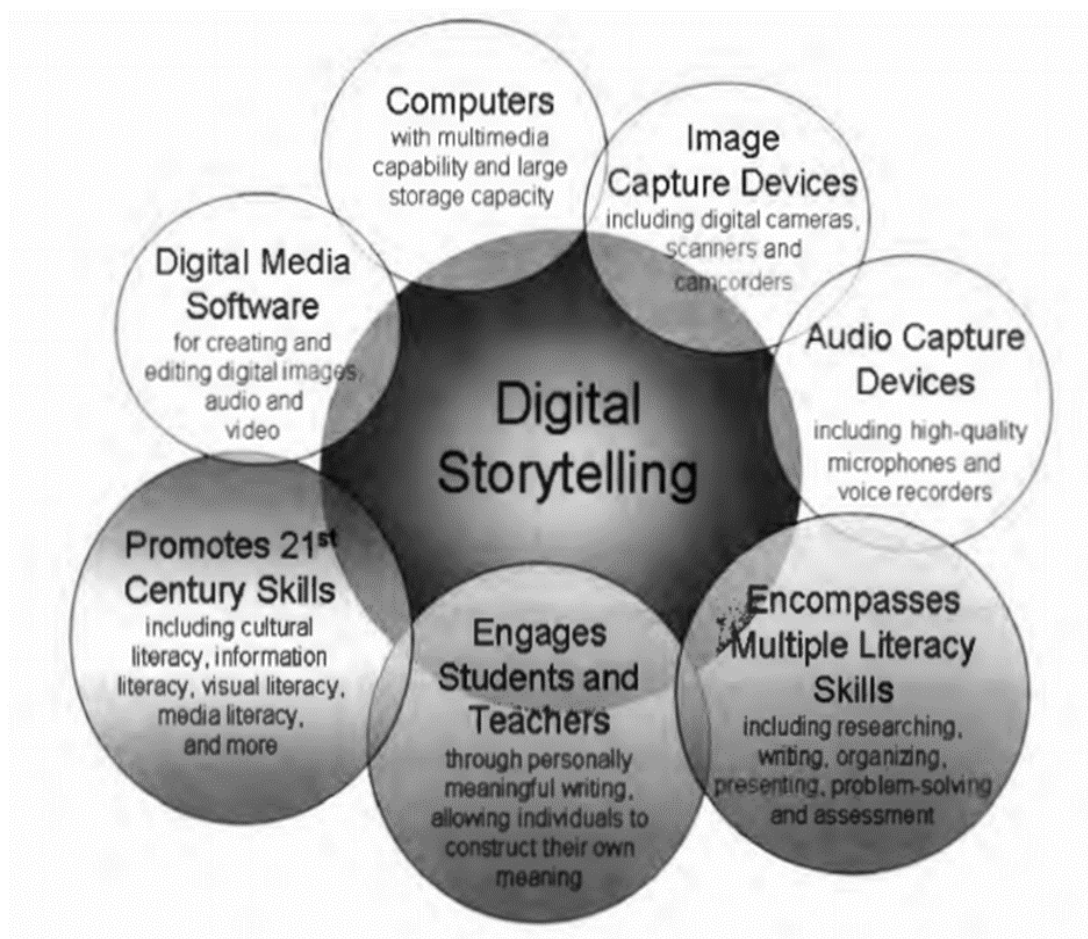 Computers
with multimedia
capability and large
storage capacity
Image
Capture Devices
including digital cameras,
scanners and
camcorders
Digital Media
Software
for creating and
editing digital images,
audio and
video
Audio Capture
Devices
including high-quality
microphones and
voice recorders
Digital
Storytelling
Promotes 21st
Century Skills
including cultural
literacy, information
literacy, visual literacy,
media literacy,
and more
Engages
Students and
Teachers
through personally
meaningful writing,
allowing individuals to
construct their own
meaning
Encompasses
Multiple Literacy
Skills
including researching,
writing, organizing,
presenting, problem-solving
and assessment